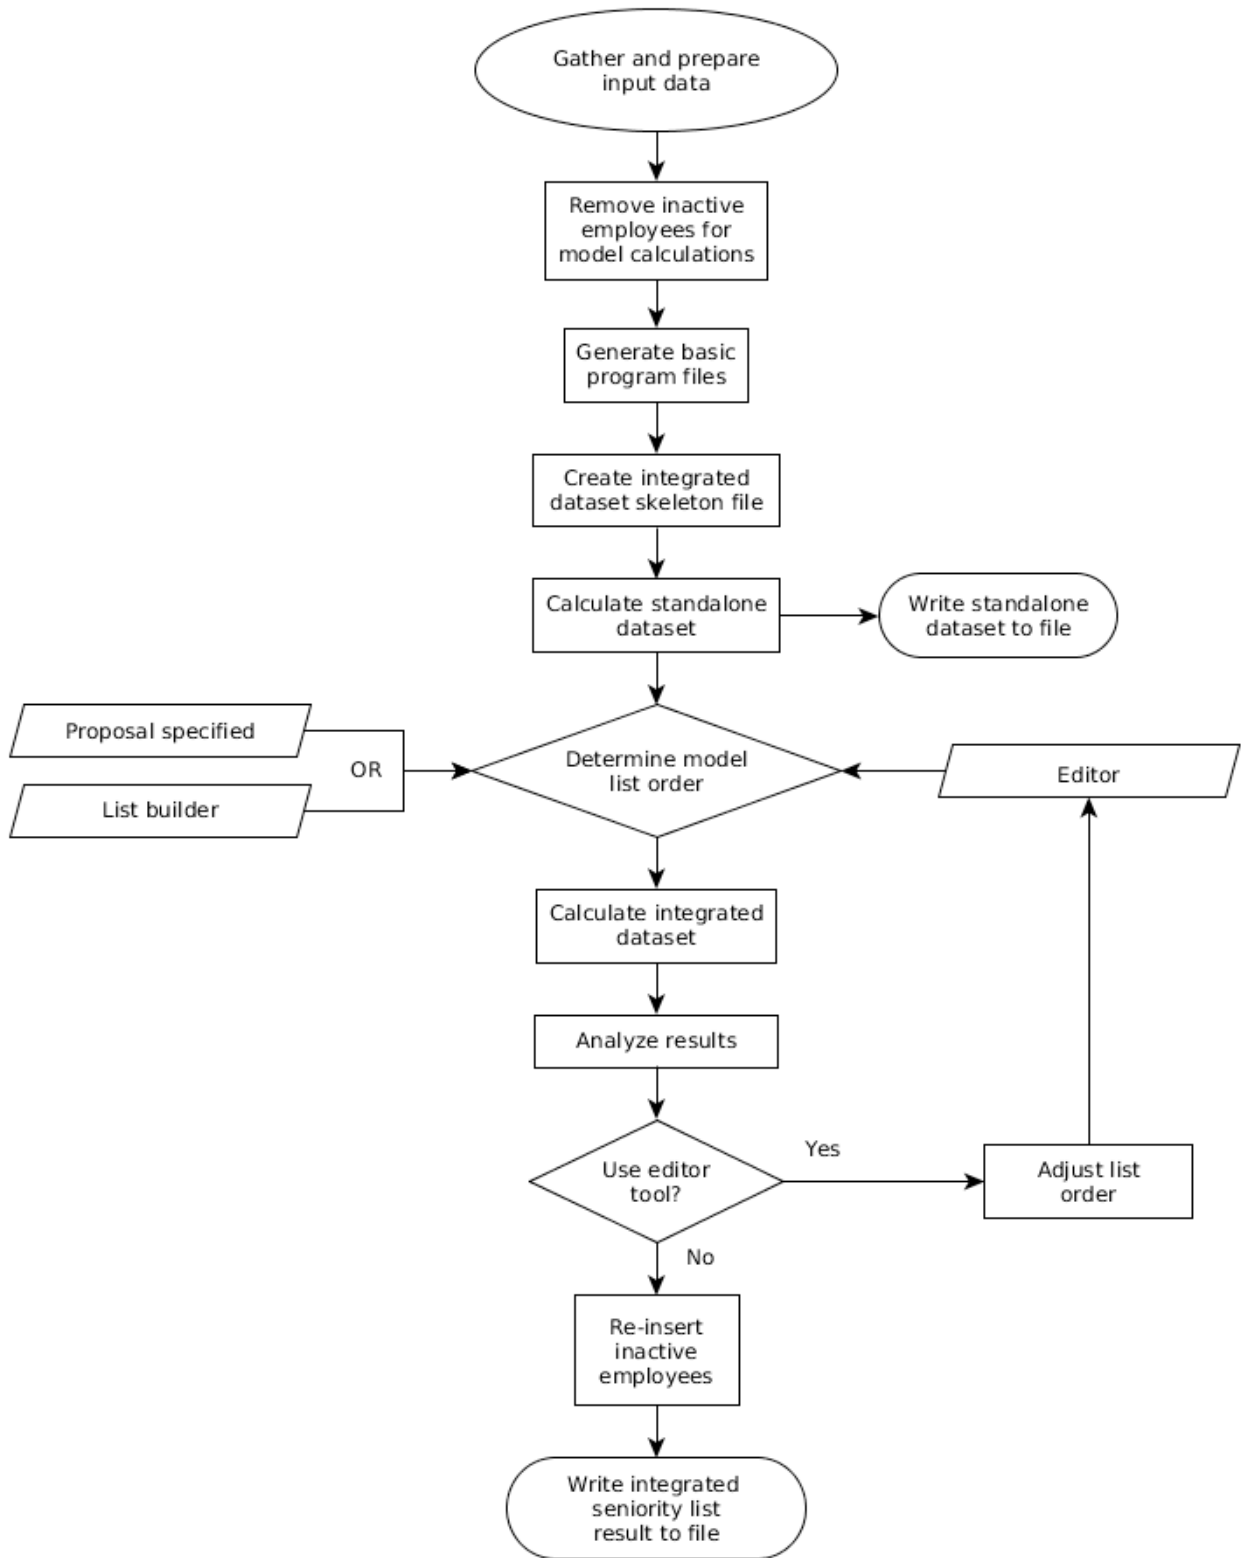 Gather and prepare
input data
Remove inactive
employees for
model calculations
Generate basic
program files
Create integrated
dataset skeleton file
Calculate standalone
dataset
Write standalone
dataset to file
Proposal specified
OR
List builder
Determine model
list order
Editor
Calculate integrated
dataset
Analyze results
Use editor
tool?
Yes
Adjust list
order
No
Re-insert
inactive
employees
Write integrated
seniority list
result to file